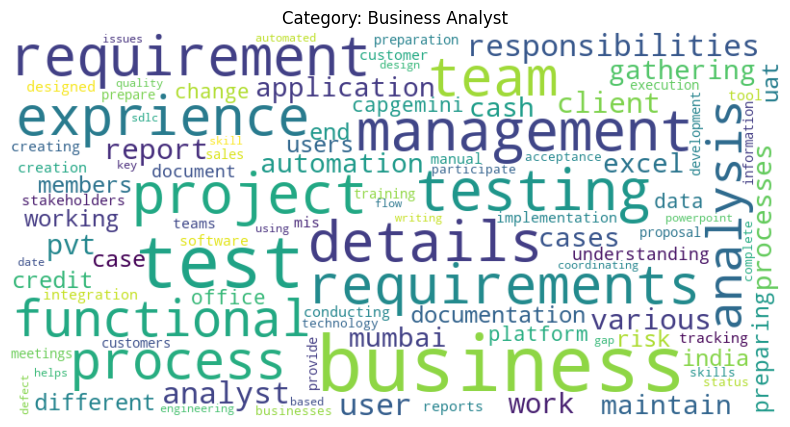 Category: Business Analyst
issues
automated
preparation
requirement
customer
design
responsibilities
designed
quality
prepare
change
application
team
gathering
execution
tool
uat
exprience
sdlc
capgemini
cash
client
creating
report
skill
sales
end
users
management
development
information
creation
key
document
automation
manual
acceptance
participate
excel
analysis
processes
members
stakeholders
working
project
training
flow
testing
data
teams
mis
using
writing
implementation
powerpoint
proposal
pvt
case
software
test
details
cases
understanding
complete
date
credit
integration
office
requirements
coordinating
functional
conducting
technology
documentation
various
preparing
customers
mumbai
platform
gap
risk
tracking
meetings
helps
process
provide
business
india
skills
status
defect
different
analyst
engineering
based
businesses
user
reports
work
maintain